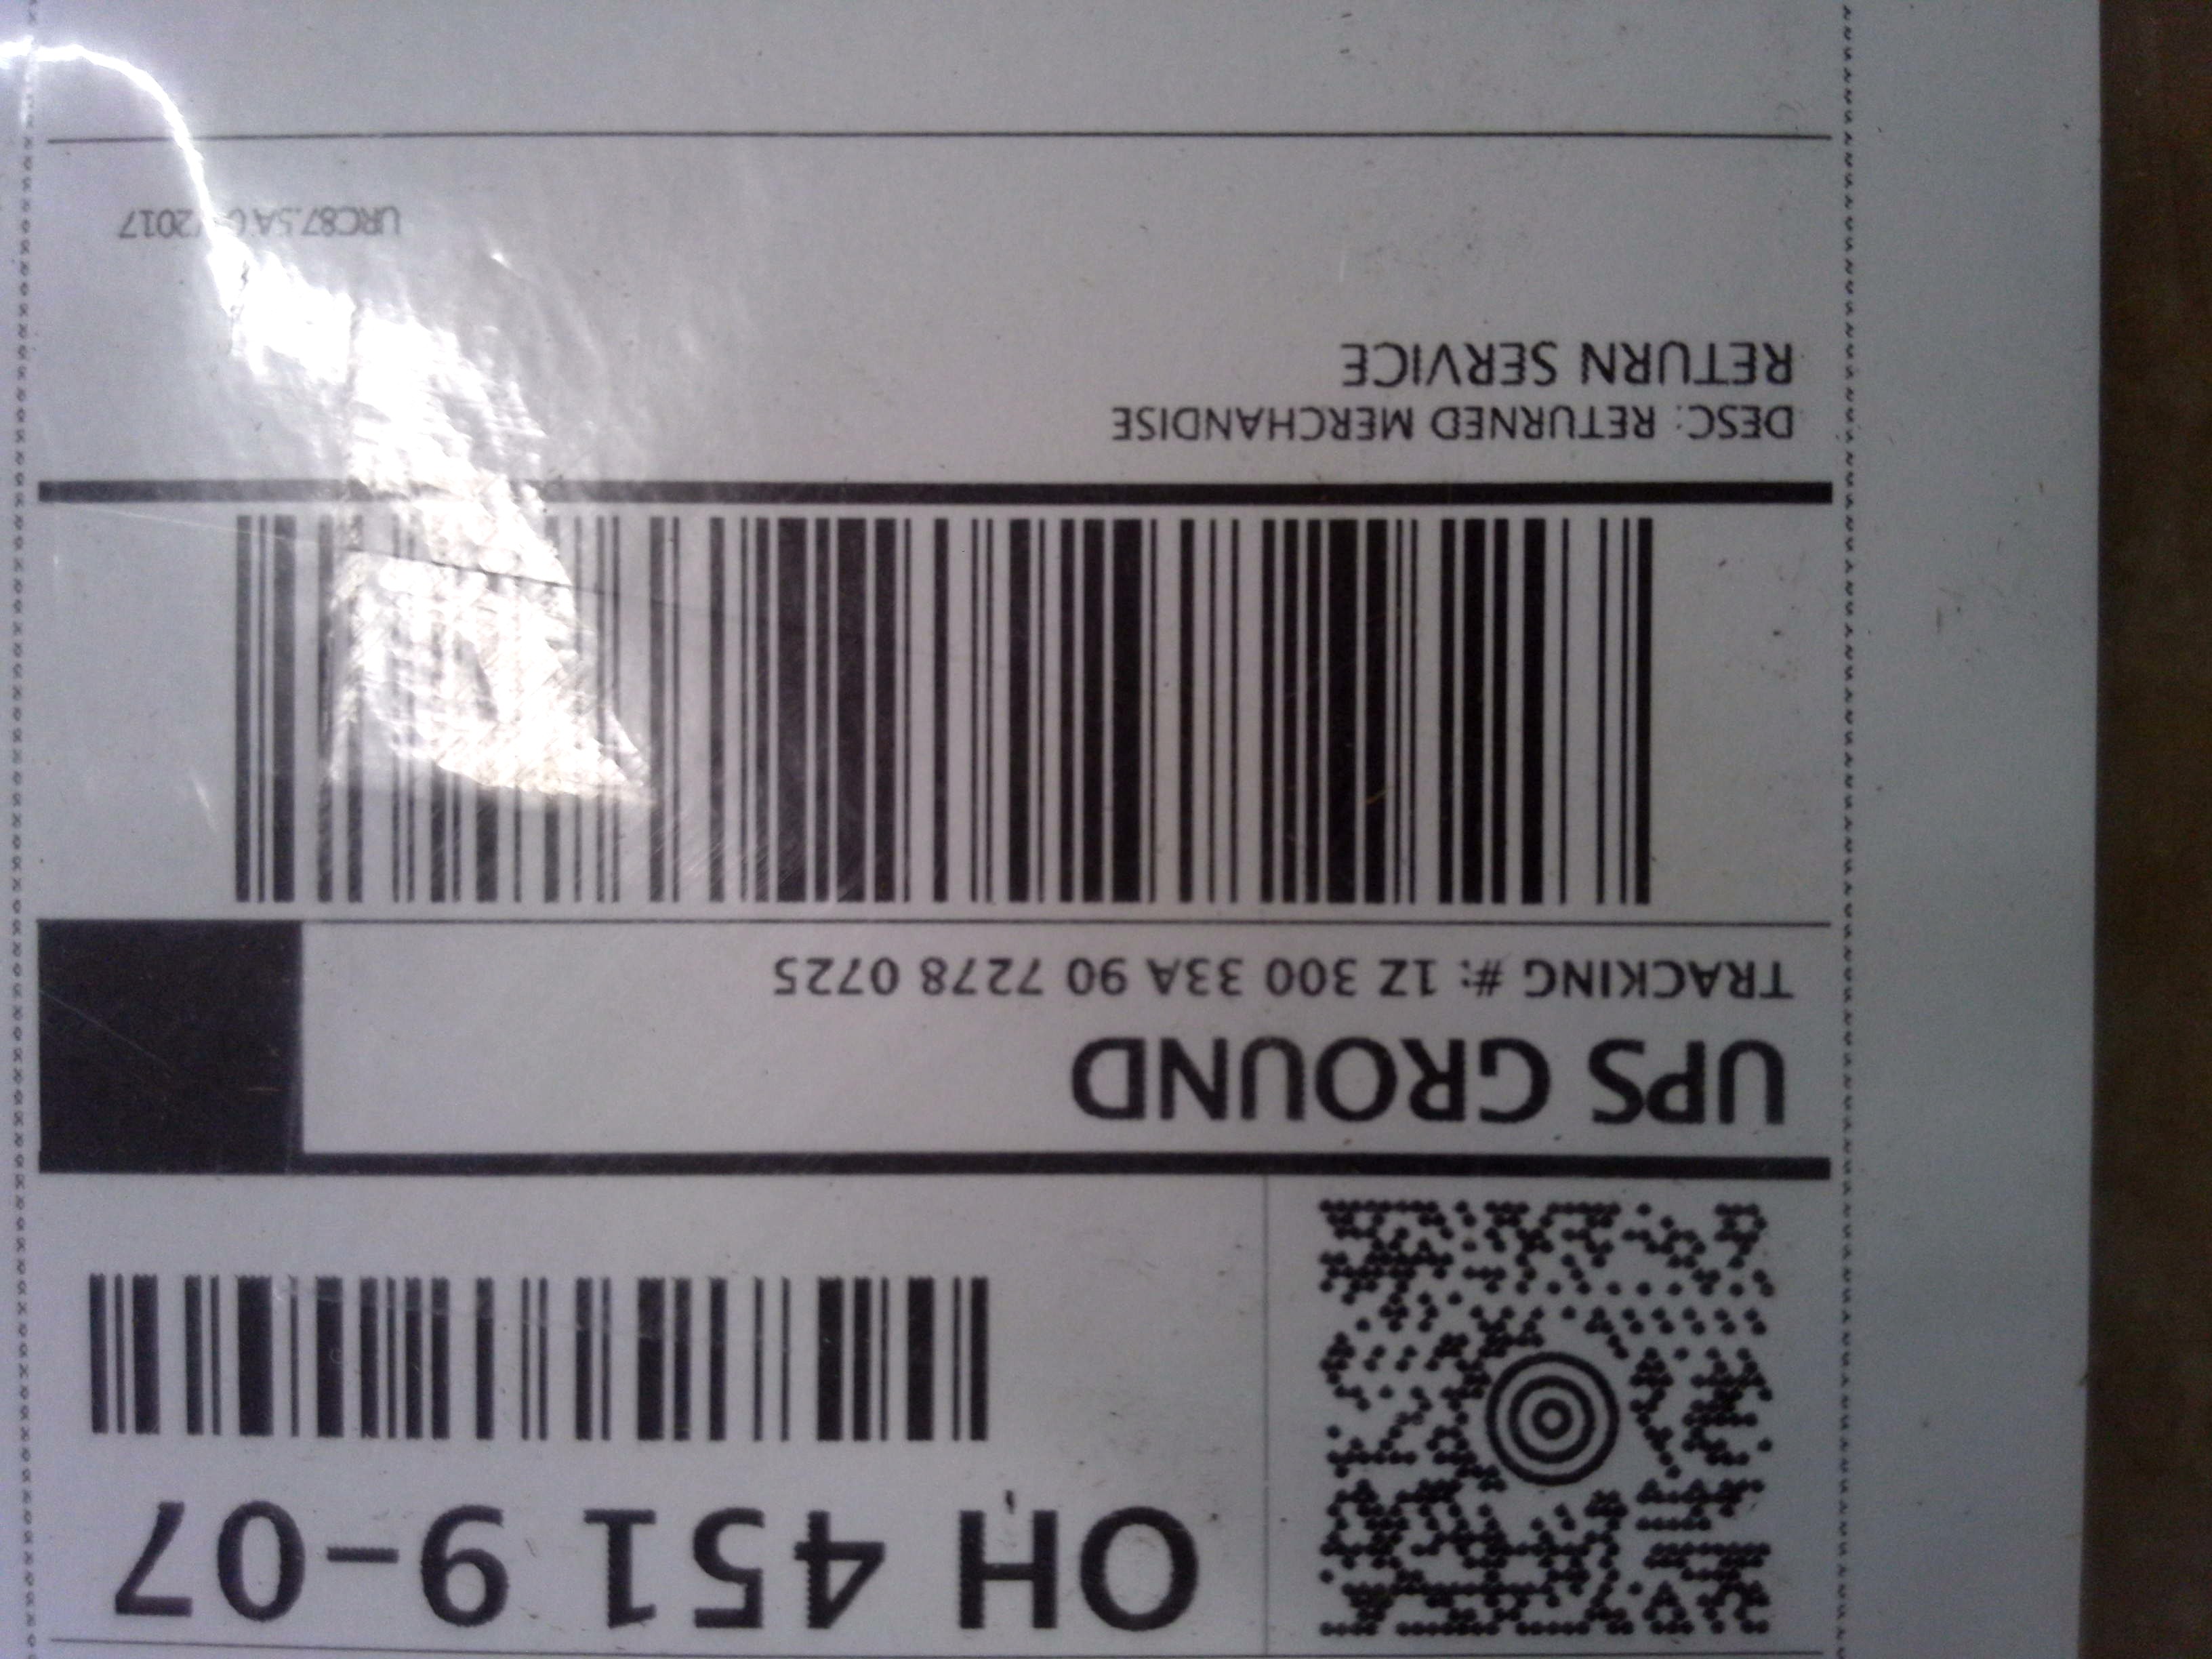 OH 451 9-07
UPS GROUND
TRACKING #: 1Z 300 33A 90 7278 0725
DESC: RETURNED MERCHANDISE
RETURN SERVICE
URC87.5A 2017